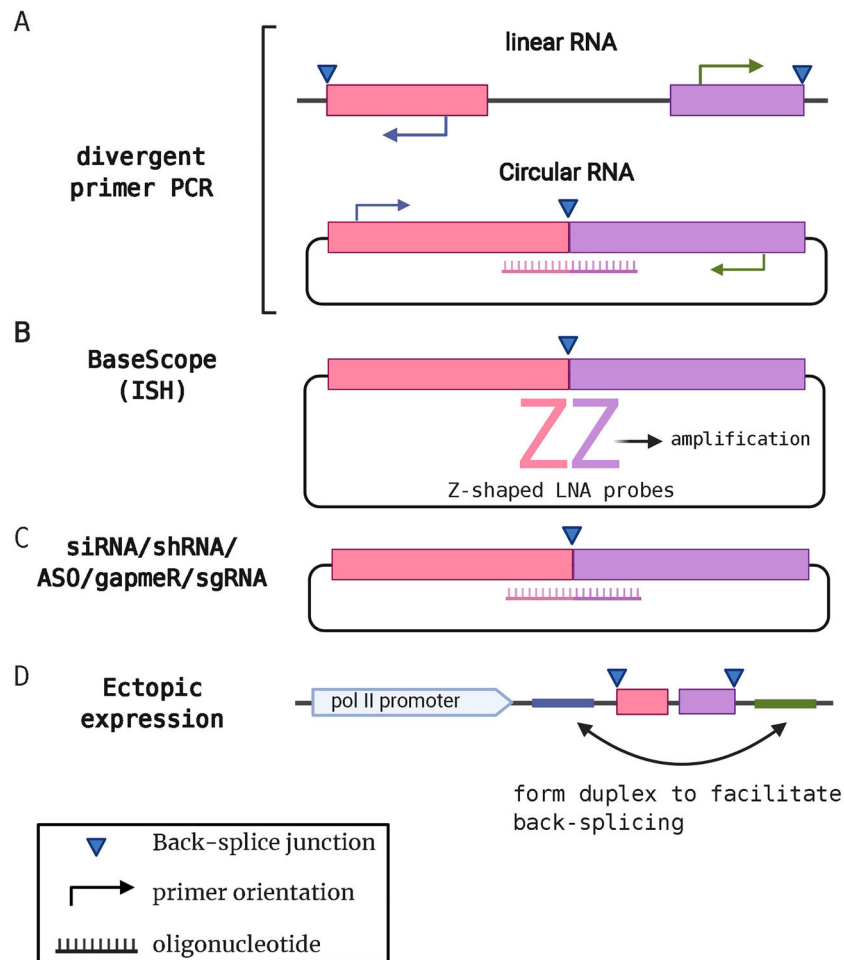 A
linear RNA
divergent
primer PCR
Circular RNA
B
BaseScope
(ISH)
ZZ
amplification
Z-shaped LNA probes
C
siRNA/shRNA/
ASO/gapmeR/sgRNA
D
Ectopic
expression
pol II promoter
form duplex to facilitate
back-splicing
Back-splice junction
primer orientation
oligonucleotide